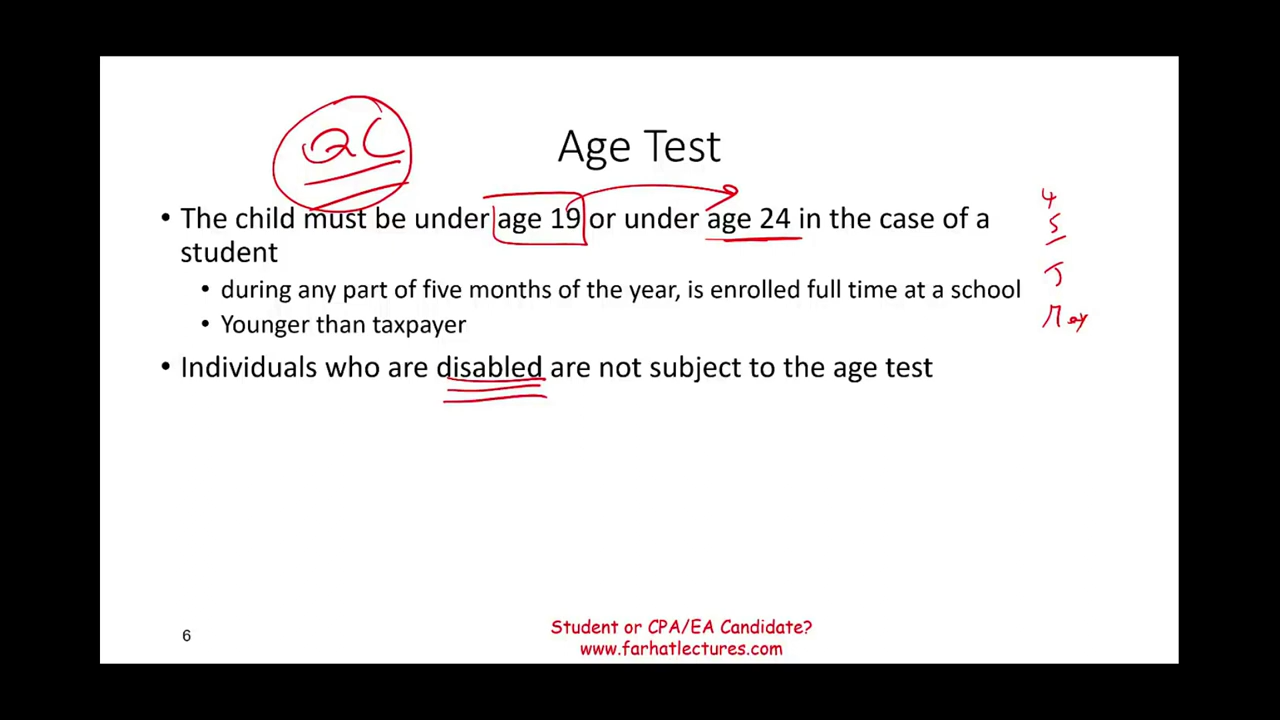 QC
Age Test
• The child must be under age 19 or under age 24 in the case of a
student
• during any part of five months of the year, is enrolled full time at a school
• Younger than taxpayer
• Individuals who are disabled are not subject to the age test
4
5
J
May
6
Student or CPA/EA Candidate?
www.farhatlectures.com